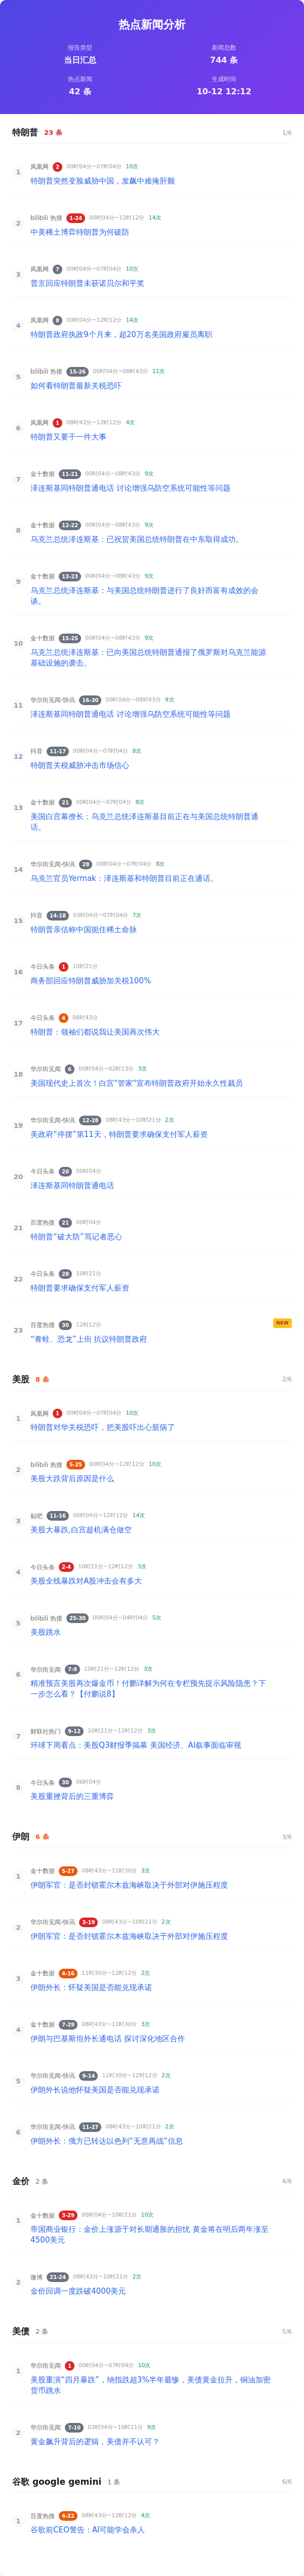 热点新闻分析
报告类型
新闻总数
当日汇总
744 条
热点新闻
生成时间
42 条
10-12 12:12
特朗普 23 条 1/6
1
凤凰网 2 00时04分~07时04分 10次
特朗普突然变脸威胁中国，发飙中难掩肝颤
2
bilibili 热搜 1-24 00时04分~12时12分 14次
中美稀土博弈特朗普为何破防
3
凤凰网 7 00时04分~07时04分 10次
普京回应特朗普未获诺贝尔和平奖
4
凤凰网 8 00时04分~12时12分 14次
特朗普政府执政9个月来，超20万名美国政府雇员离职
5
bilibili 热搜 15-26 00时04分~08时43分 11次
如何看特朗普最新关税恐吓
6
凤凰网 1 08时43分~12时12分 4次
特朗普又要干一件大事
7
金十数据 11-21 00时04分~08时43分 9次
泽连斯基同特朗普通电话 讨论增强乌防空系统可能性等问题
8
金十数据 12-22 00时04分~08时43分 9次
乌克兰总统泽连斯基：已祝贺美国总统特朗普在中东取得成功。
9
金十数据 13-23 00时04分~08时43分 9次
乌克兰总统泽连斯基：与美国总统特朗普进行了良好而富有成效的会
谈。
10
金十数据 15-25 00时04分~08时43分 9次
乌克兰总统泽连斯基：已向美国总统特朗普通报了俄罗斯对乌克兰能源
基础设施的袭击。
11
华尔街见闻-快讯 16-30 00时04分~08时43分 9次
泽连斯基同特朗普通电话 讨论增强乌防空系统可能性等问题
12
抖音 11-17 00时04分~07时04分 8次
特朗普关税威胁冲击市场信心
13
金十数据 21 00时04分~07时04分 8次
美国白宫幕僚长：乌克兰总统泽连斯基目前正在与美国总统特朗普通
话。
14
华尔街见闻-快讯 28 00时04分~07时04分 8次
乌克兰官员Yermak：泽连斯基和特朗普目前正在通话。
15
抖音 14-18 03时04分~07时04分 7次
特朗普亲信称中国扼住稀土命脉
16
今日头条 1 10时21分
商务部回应特朗普威胁加关税100%
17
今日头条 4 08时43分
特朗普：领袖们都说我让美国再次伟大
18
华尔街见闻 6 00时04分~02时13分 3次
美国现代史上首次！白宫"管家"宣布特朗普政府开始永久性裁员
19
华尔街见闻-快讯 12-28 08时43分~10时21分 2次
美政府“停摆”第11天，特朗普要求确保支付军人薪资
20
今日头条 20 00时04分
泽连斯基同特朗普通电话
21
百度热搜 21 00时04分
特朗普“破大防”骂记者恶心
22
今日头条 28 10时21分
特朗普要求确保支付军人薪资
23
百度热搜 30 12时12分
NEW
“青蛙、恐龙”上街 抗议特朗普政府
美股 8 条 2/6
1
凤凰网 1 00时04分~07时04分 10次
特朗普对华关税恐吓，把美股吓出心脏病了
2
bilibili 热搜 5-25 00时04分~12时12分 10次
美股大跌背后原因是什么
3
贴吧 11-16 00时04分~12时12分 14次
美股大暴跌,白宫趁机满仓做空
4
今日头条 2-4 10时21分~12时12分 3次
美股全线暴跌对A股冲击会有多大
5
bilibili 热搜 25-30 00时04分~04时04分 5次
美股跳水
6
华尔街见闻 7-9 10时21分~12时12分 3次
精准预言美股再次爆金币！付鹏详解为何在专栏预先提示风险隐患？下
一步怎么看？【付鹏说8】
7
财联社热门 9-12 10时21分~12时12分 3次
环球下周看点：美股Q3财报季揭幕 美国经济、AI叙事面临审视
8
今日头条 30 06时04分
美股重挫背后的三重博弈
伊朗 6 条 3/6
1
金十数据 5-27 08时43分~11时30分 3次
伊朗军官：是否封锁霍尔木兹海峡取决于外部对伊施压程度
2
华尔街见闻-快讯 3-19 08时43分~10时21分 2次
伊朗军官：是否封锁霍尔木兹海峡取决于外部对伊施压程度
3
金十数据 4-16 11时30分~12时12分 2次
伊朗外长：怀疑美国是否能兑现承诺
4
金十数据 7-29 08时43分~11时30分 3次
伊朗与巴基斯坦外长通电话 探讨深化地区合作
5
华尔街见闻-快讯 9-14 11时30分~12时12分 2次
伊朗外长说他怀疑美国是否能兑现承诺
6
华尔街见闻-快讯 11-27 08时43分~10时21分 2次
伊朗外长：俄方已转达以色列“无意再战”信息
金价 2 条 4/6
1
金十数据 3-29 00时04分~10时21分 10次
帝国商业银行：金价上涨源于对长期通胀的担忧 黄金将在明后两年涨至
4500美元
2
微博 21-24 08时43分~10时21分 2次
金价回调一度跌破4000美元
美债 2 条 5/6
1
华尔街见闻 1 00时04分~07时04分 10次
美股重演“四月暴跌”，纳指跌超3%半年最惨，美债黄金拉升，铜油加密
货币跳水
2
华尔街见闻 7-10 03时04分~10时21分 9次
黄金飙升背后的逻辑，美债并不认可？
谷歌 google gemini 1 条 6/6
1
百度热搜 4-22 08时43分~12时12分 4次
谷歌前CEO警告：AI可能学会杀人